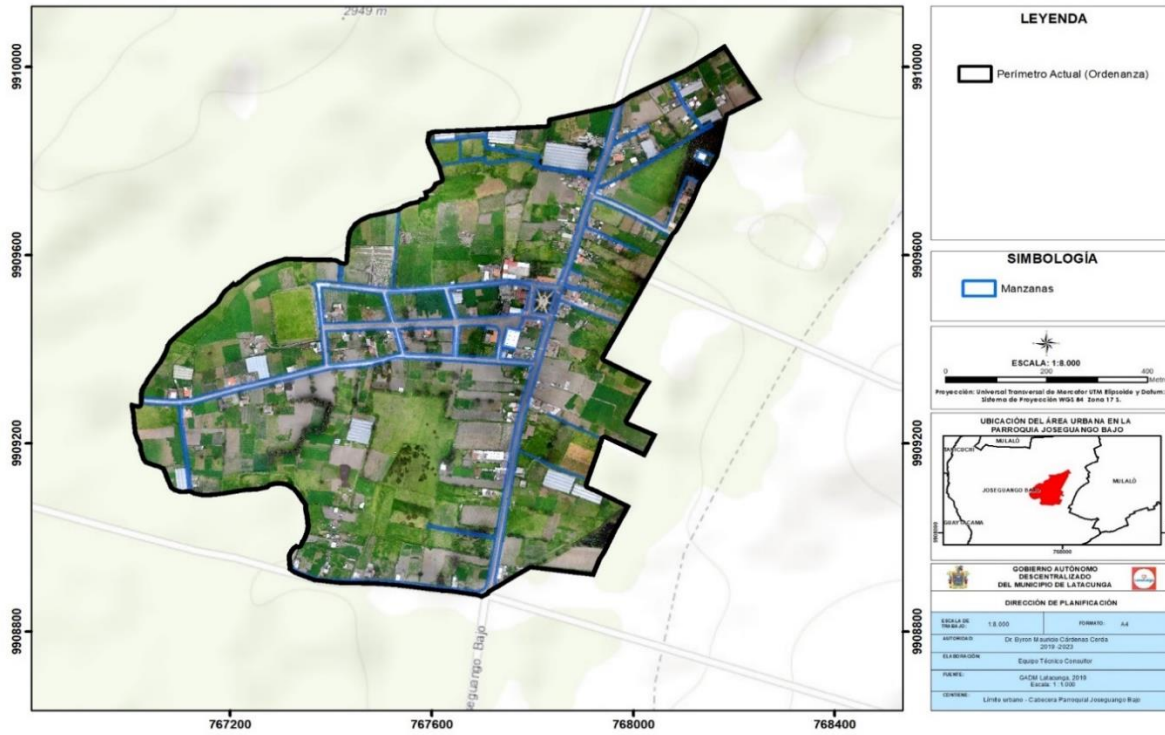 2949 m
9910000
9909600
9909200
9908800
9910000
9909600
9909200
9908800
767200
767600
768000
768400
Bajo
LEYENDA
Perímetro Actual (Ordenanza)
SIMBOLOGÍA
Manzanas
ESCALA: 1:8.000
0 200 400
Proyección: Universal Transversal de Mercator UTM Elipsoide y Datum:
Sistema de Proyección WGS 84 Zona 17 S.
UBICACIÓN DEL ÁREA URBANA EN LA
PARROQUIA JOSEGUANGO BAJO
MULALÓ
MULALÓ
JOSEGUANGO
768000
GOBIERNO AUTÓNOMO
DESCENTRALIZADO
DEL MUNICIPIO DE LATACUNGA
DIRECCIÓN DE PLANIFICACIÓN
ESCALA DE
TRABAJO:
1:8.000
FORMATO:
A4
AUTORIDAD:
Dr. Byron Mauricio Cárdenas Cerda
2019 -2023
ELABORACIÓN:
Equipo Técnico Consultor
FUENTE:
GADM Latacunga, 2019
Escala: 1:1.000
CONTIENE:
Límite urbano - Cabecera Parroquial Joseguango Bajo